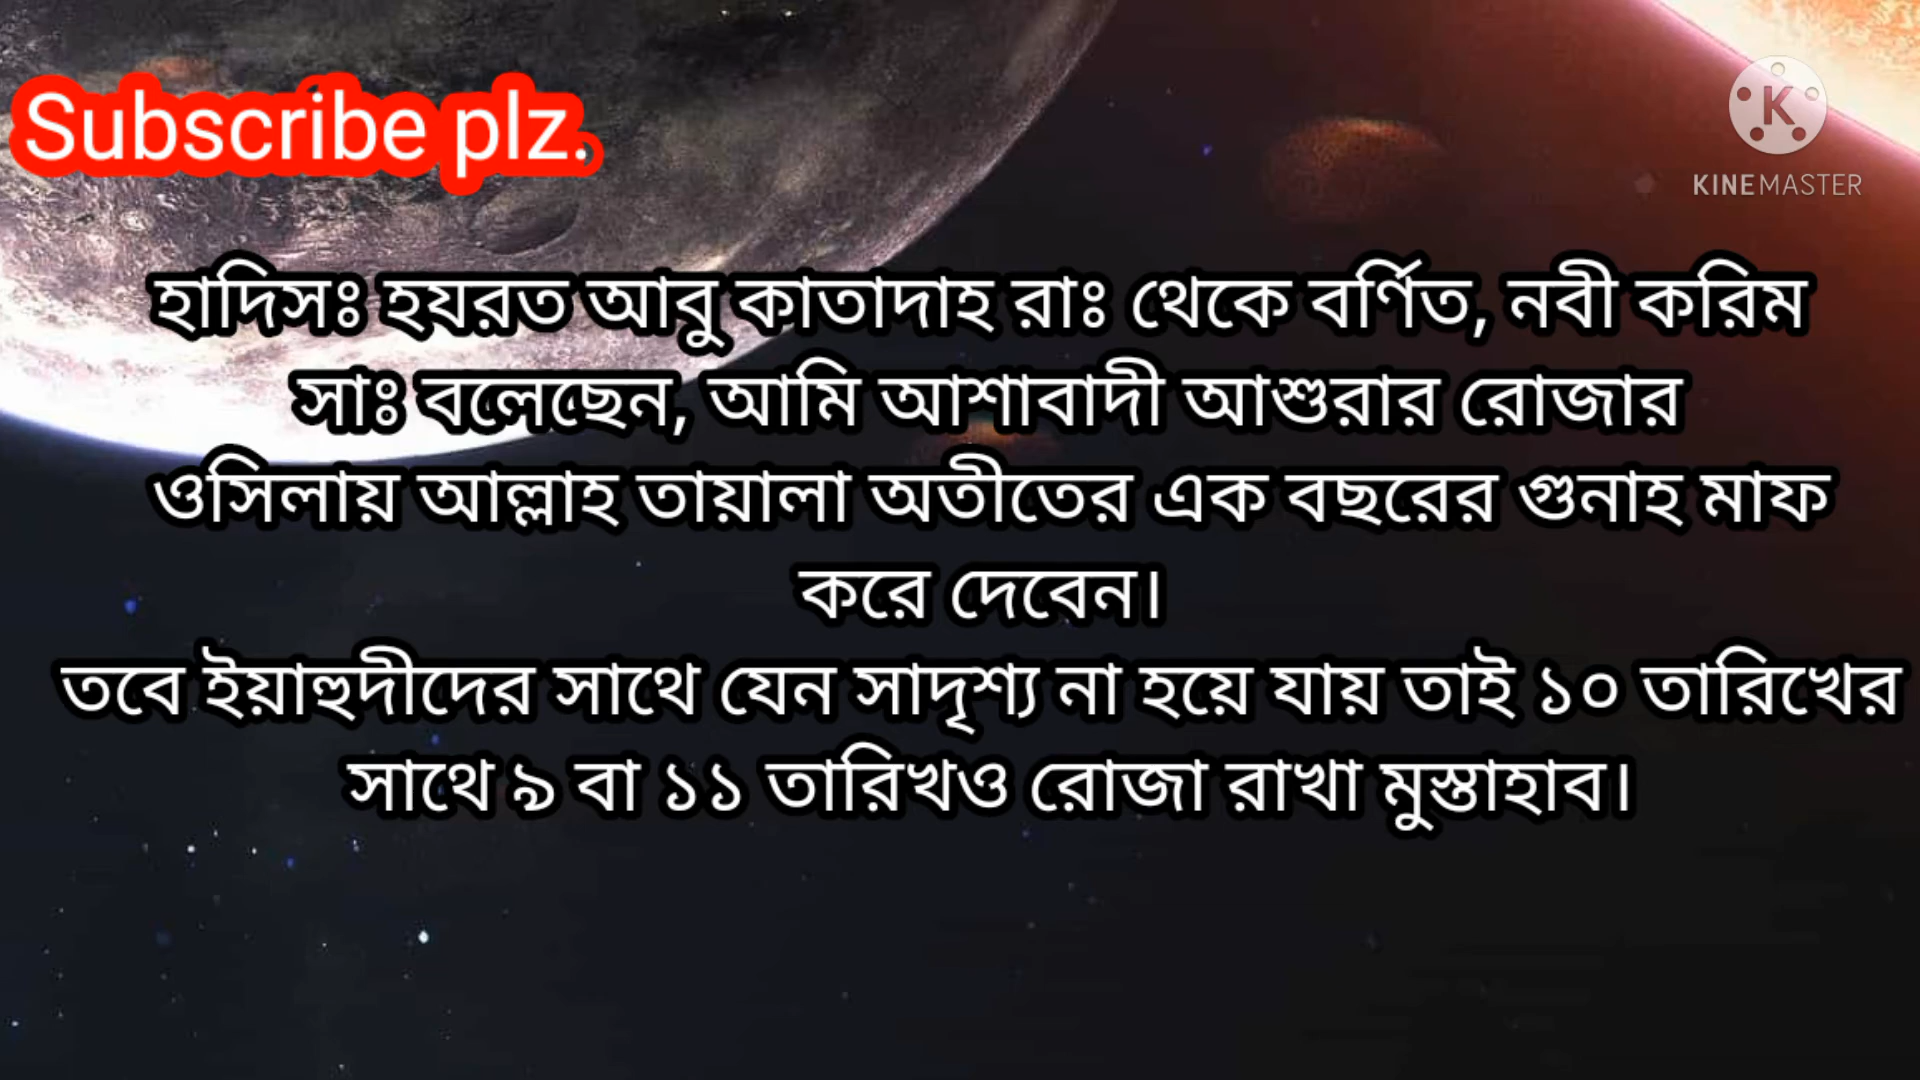 Subscribe plz.
K
KINEMASTER
হাদিসঃ হযরত আবু কাতাদাহ রাঃ থেকে বর্ণিত, নবী করিম
সাঃ বলেছেন, আমি আশাবাদী আশুরার রোজার
ওসিলায় আল্লাহ তায়ালা অতীতের এক বছরের গুনাহ মাফ
করে দেবেন।
তবে ইয়াহুদীদের সাথে যেন সাদৃশ্য না হয়ে যায় তাই ১০ তারিখের
সাথে ৯ বা ১১ তারিখও রোজা রাখা মুস্তাহাব।